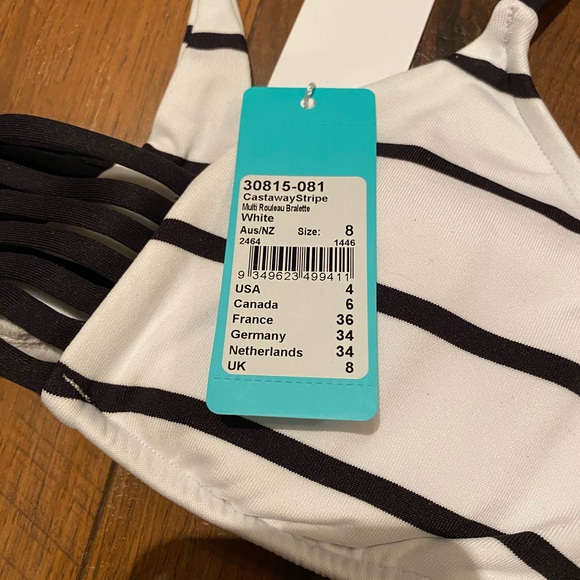 30815-081
CastawayStripe
Multi Rouleau Bralette
White
Aus/NZ Size: 8
2464 1446
9 349623 499411
USA 4
Canada 6
France 36
Germany 34
Netherlands 34
UK 8